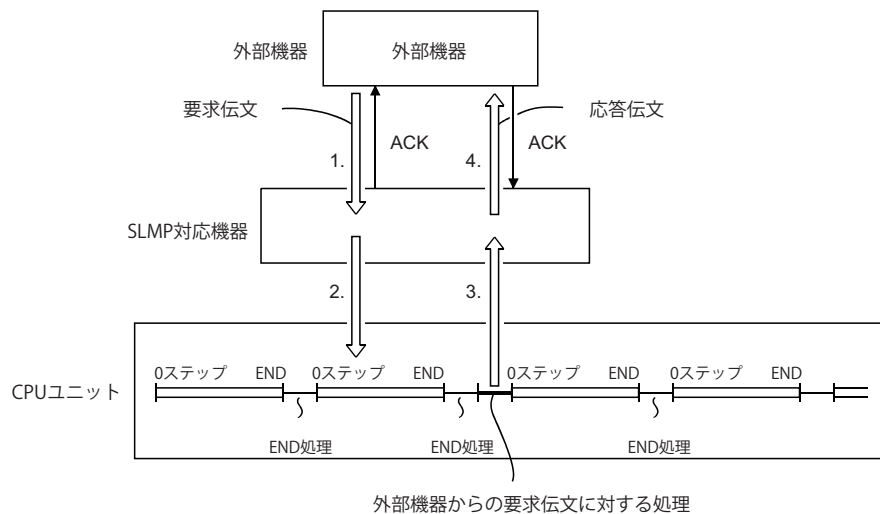 外部機器 外部機器
要求伝文 応答伝文
ACK ACK
1. 4.
SLMP対応機器
2. 3.
0ステップ END 0ステップ END 0ステップ END 0ステップ END
CPUユニット
END処理 END処理 END処理
外部機器からの要求伝文に対する処理